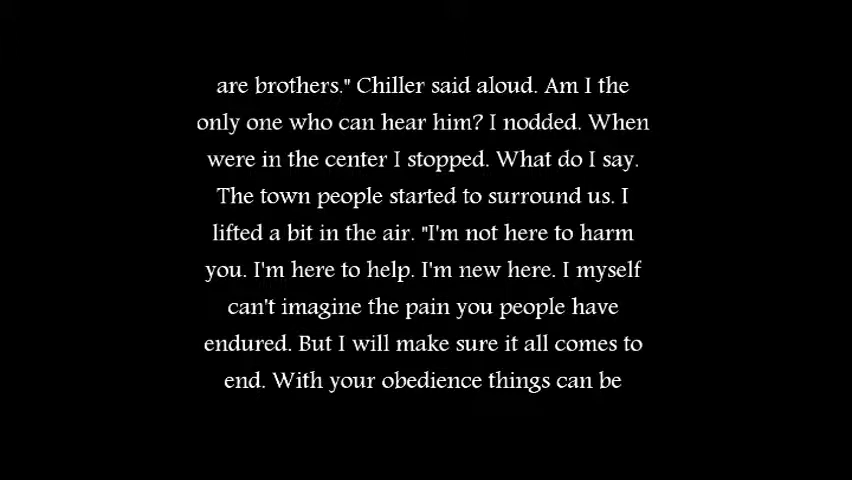 are brothers." Chiller said aloud. Am I the
only one who can hear him? I nodded. When
were in the center I stopped. What do I say.
The town people started to surround us. I
lifted a bit in the air. "I'm not here to harm
you. I'm here to help. I'm new here. I myself
can't imagine the pain you people have
endured. But I will make sure it all comes to
end. With your obedience things can be